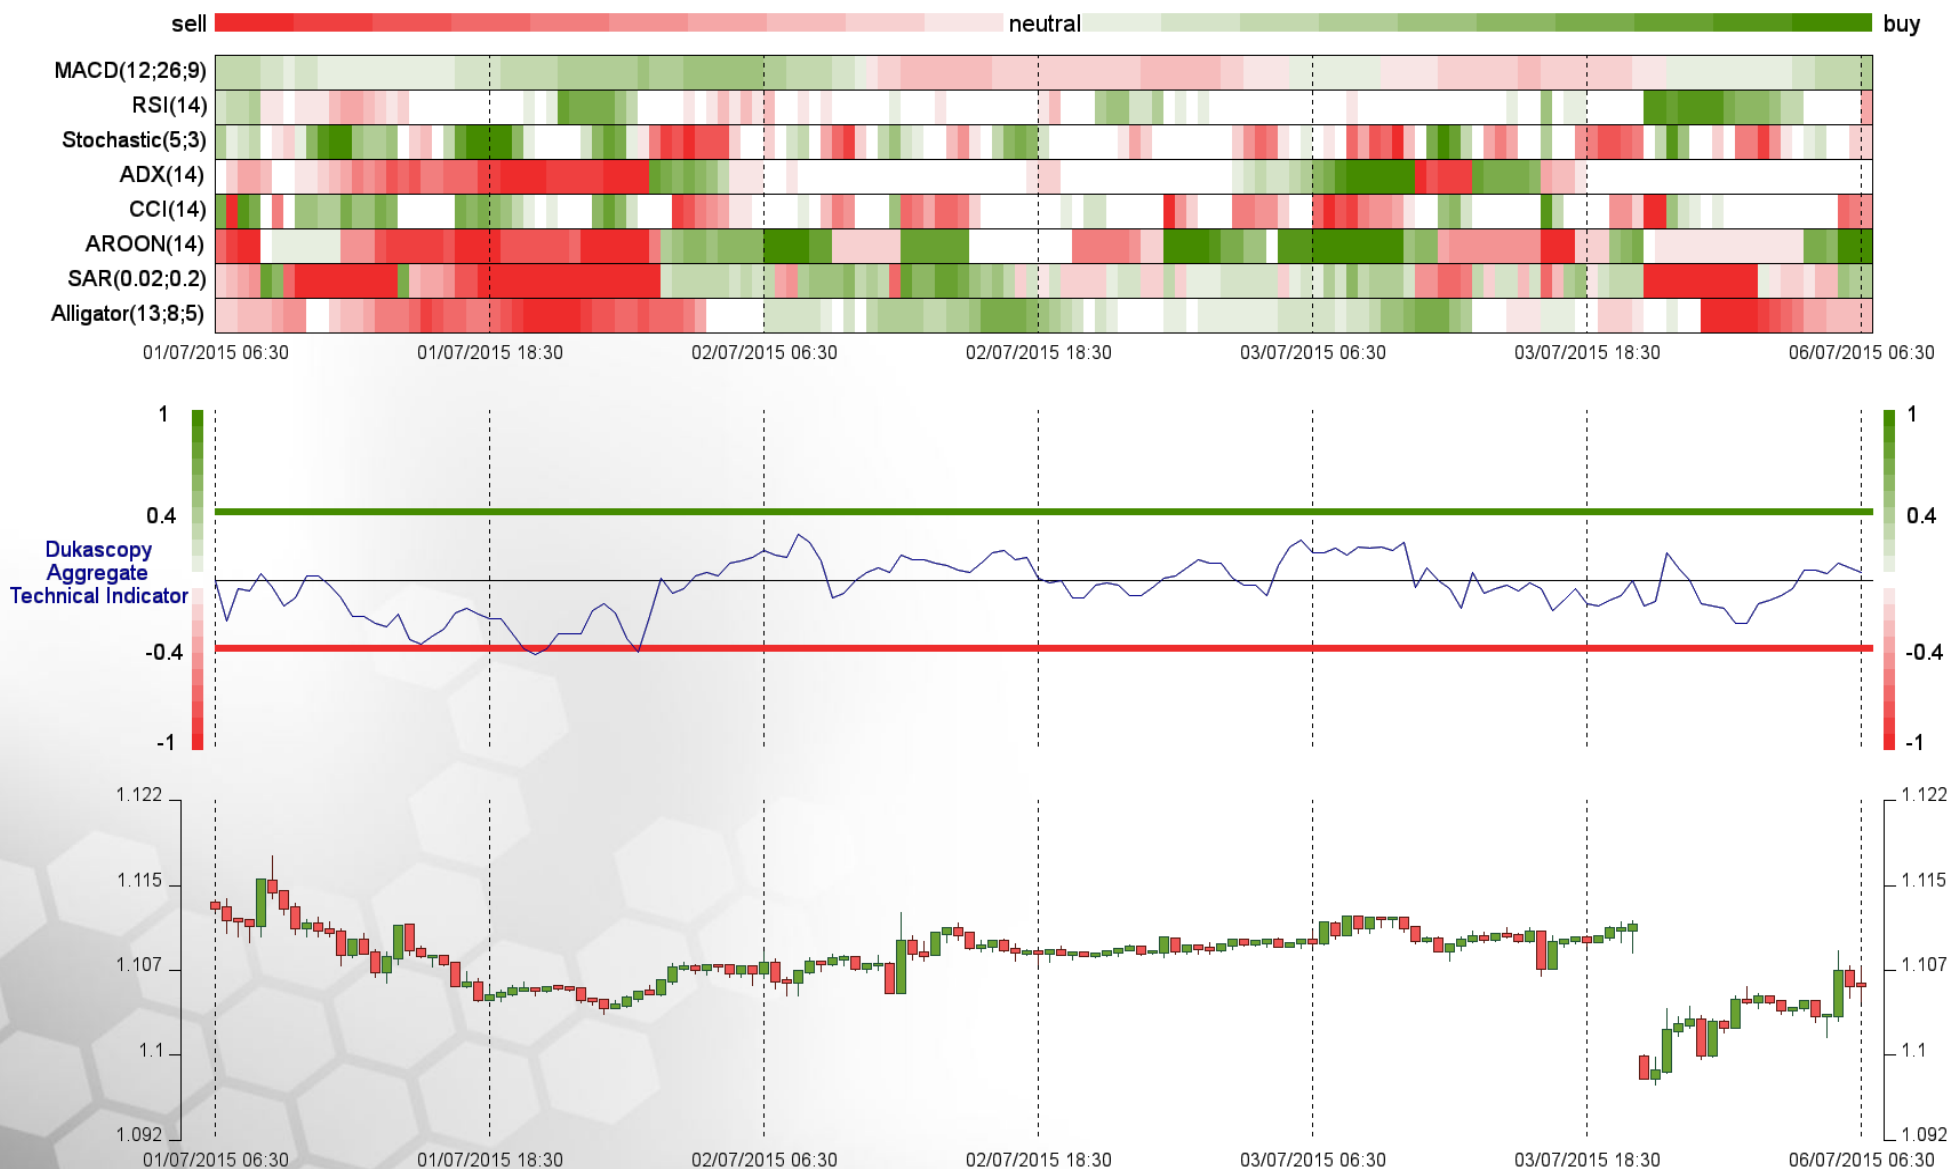 sell neutral buy
MACD(12;26;9)
RSI(14)
Stochastic(5;3)
ADX(14)
CCI(14)
AROON(14)
SAR(0.02;0.2)
Alligator(13;8;5)
01/07/2015 06:30 01/07/2015 18:30 02/07/2015 06:30 02/07/2015 18:30 03/07/2015 06:30 03/07/2015 18:30 06/07/2015 06:30
1 1
0.4 0.4
Dukascopy
Aggregate
Technical Indicator
-0.4 -0.4
-1 -1
1.122 1.122
1.115 1.115
1.107 1.107
1.1 1.1
1.092 1.092
01/07/2015 06:30 01/07/2015 18:30 02/07/2015 06:30 02/07/2015 18:30 03/07/2015 06:30 03/07/2015 18:30 06/07/2015 06:30